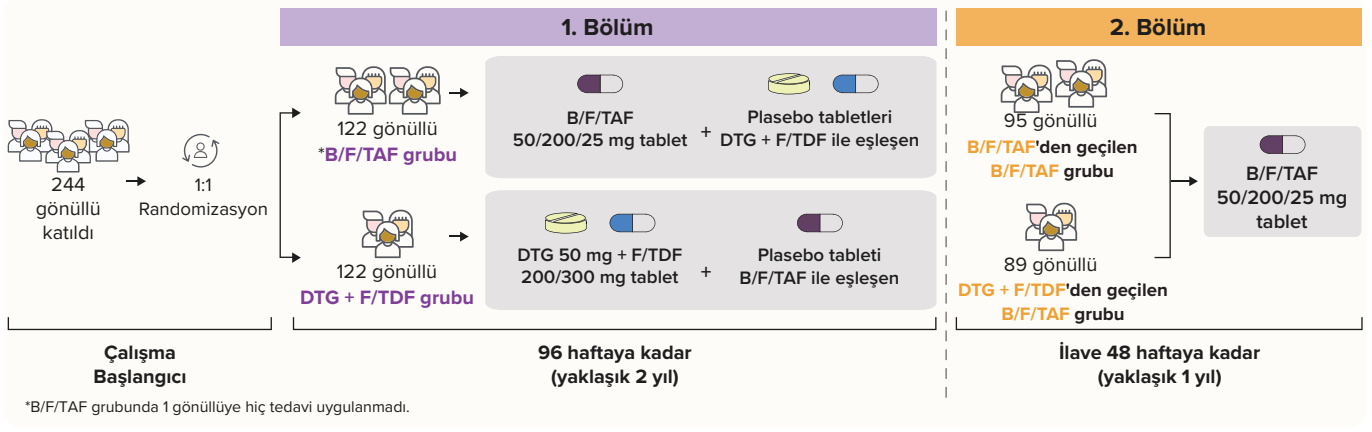 1. Bölüm
2. Bölüm
244
gönüllü
katıldı
1:1
Randomizasyon
122 gönüllü
*B/F/TAF grubu
B/F/TAF
50/200/25 mg tablet
+
Plasebo tabletleri
DTG + F/TDF ile eşleşen
122 gönüllü
DTG + F/TDF grubu
DTG 50 mg + F/TDF
200/300 mg tablet
+
Plasebo tableti
B/F/TAF ile eşleşen
95 gönüllü
B/F/TAF'den geçilen
B/F/TAF grubu
89 gönüllü
DTG + F/TDF'den geçilen
B/F/TAF grubu
B/F/TAF
50/200/25 mg
tablet
Çalışma
Başlangıcı
96 haftaya kadar
(yaklaşık 2 yıl)
İlave 48 haftaya kadar
(yaklaşık 1 yıl)
*B/F/TAF grubunda 1 gönüllüye hiç tedavi uygulanmadı.